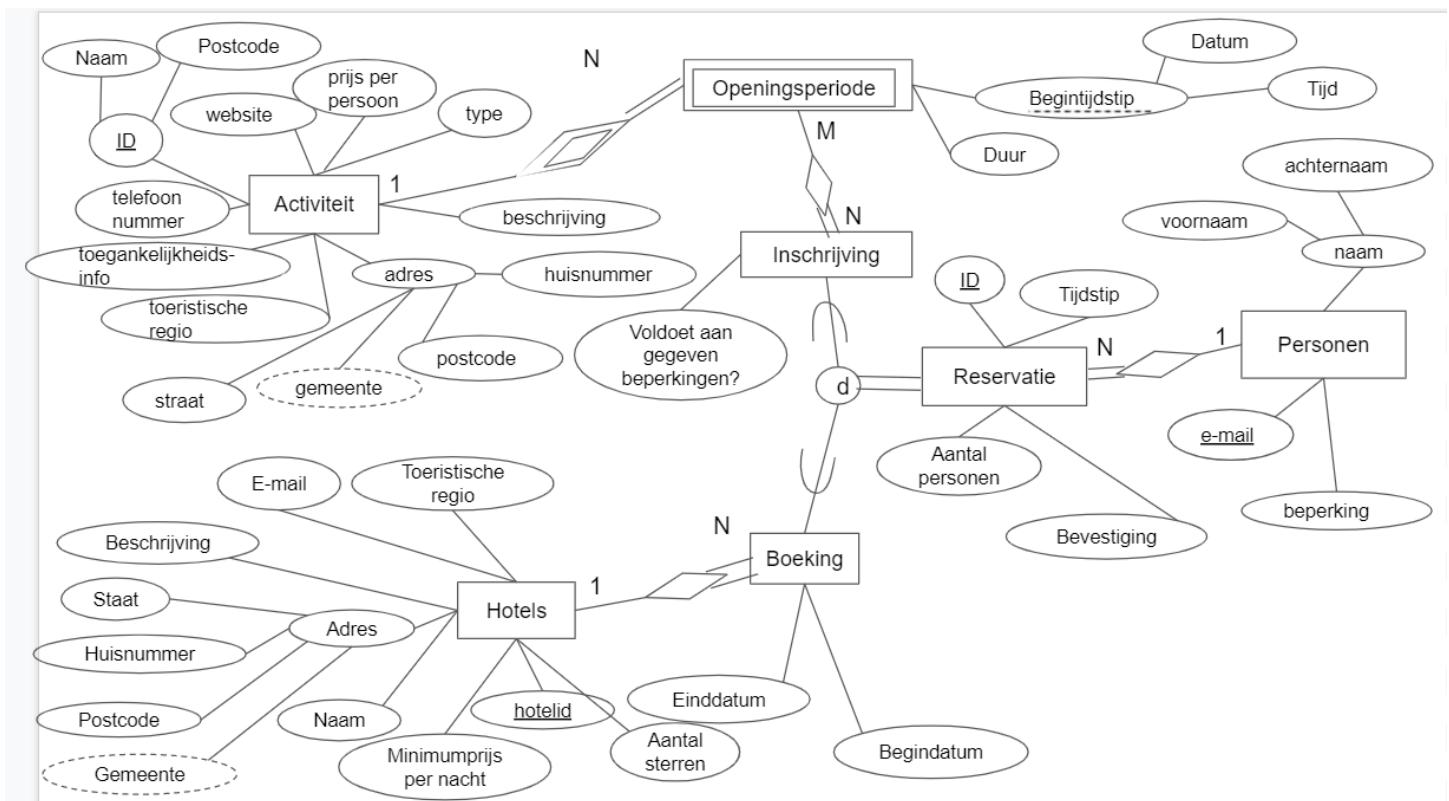 Naam
Postcode
website
prijs per
persoon
type
ID
telefoon
nummer
Activiteit
1
N
beschrijving
toegankelijkheids-
info
toeristische
regio
adres
huisnummer
postcode
gemeente
straat
Openingsperiode
Begintijdstip
Datum
Tijd
Duur
M
N
Inschrijving
Voldoet aan
gegeven
beperkingen?
d
ID
Tijdstip
Reservatie
N
1
Aantal
personen
Bevestiging
achternaam
voornaam
naam
Personen
e-mail
beperking
E-mail
Toeristische
regio
Beschrijving
Staat
Adres
Huisnummer
Postcode
Gemeente
Hotels
1
N
Boeking
Naam
Minimumprijs
per nacht
hotelid
Aantal
sterren
Einddatum
Begindatum